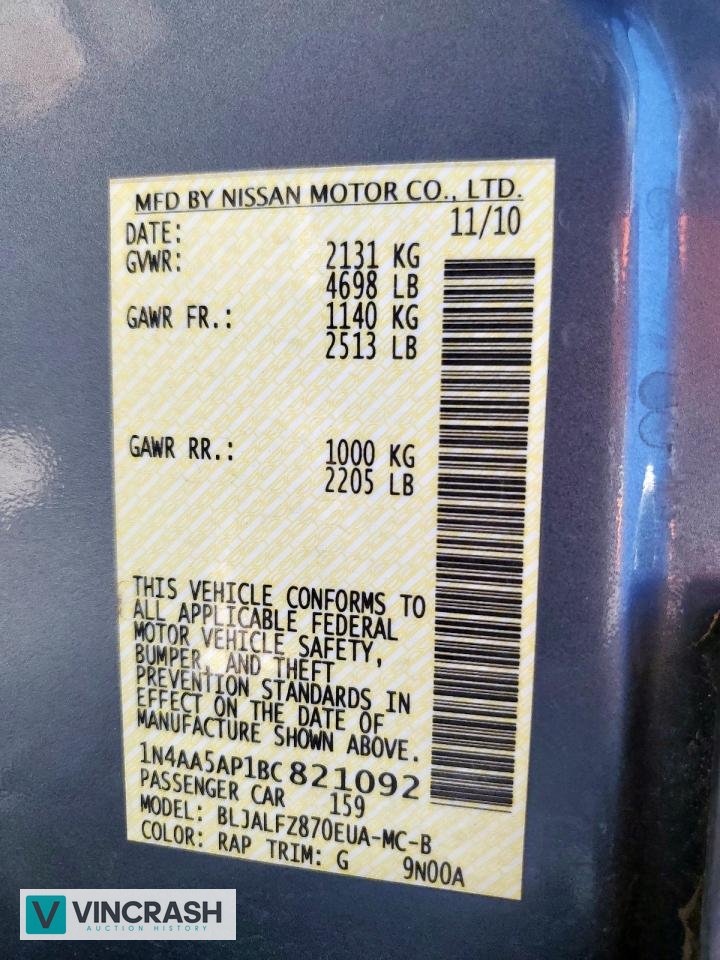 MFD BY NISSAN MOTOR CO., LTD.
DATE: 11/10
GVWR: 2131 KG
4698 LB
GAWR FR.: 1140 KG
2513 LB
GAWR RR.: 1000 KG
2205 LB
THIS VEHICLE CONFORMS TO
ALL APPLICABLE FEDERAL
MOTOR VEHICLE SAFETY,
BUMPER, AND THEFT
PREVENTION STANDARDS IN
EFFECT ON THE DATE OF
MANUFACTURE SHOWN ABOVE.
1N4AA5AP1BC821092
PASSENGER CAR 159
MODEL: BLJALFZ870EUA-MC-B
COLOR: RAP TRIM: G 9N00A
V VINCRASH
AUCTION HISTORY